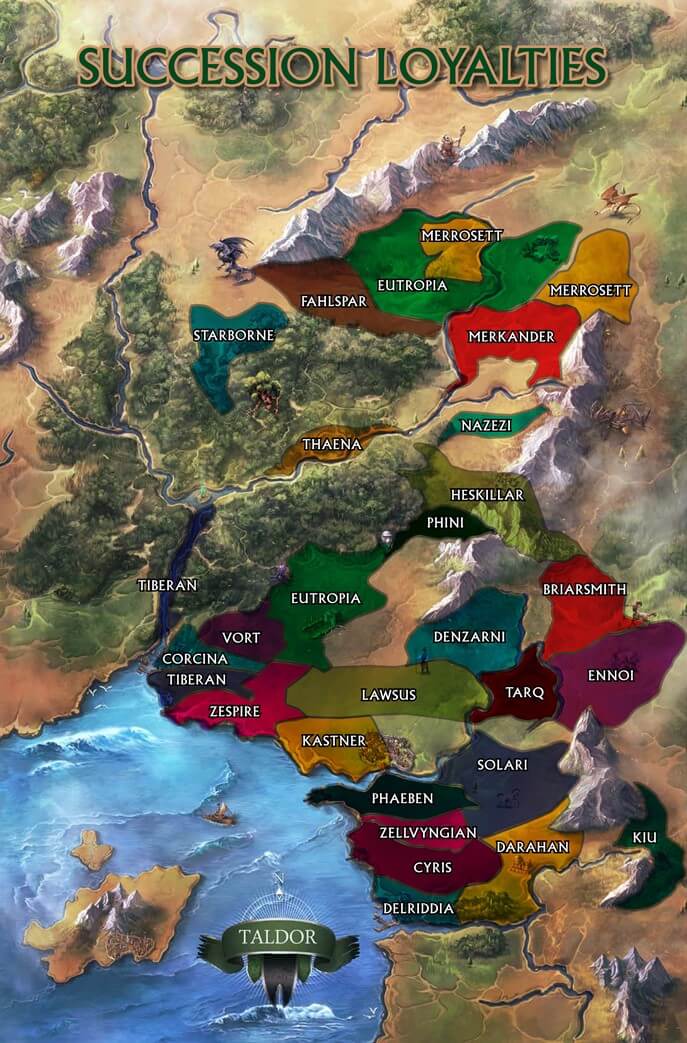 SUCCESSION LOYALTIES
MERROSETT
EUTROPIA
MERROSETT
FAHLSPAR
STARBORNE
MERKANDER
NAZEZI
THAENA
HESKILLAR
PHINI
TIBERAN
BRIARSMITH
EUTROPIA
VORT
DENZARNI
CORCINA
TIBERAN
ENNOI
LAWSUS
TARQ
ZESPIRE
KASTNER
SOLARI
PHAEBEN
ZELLVYNGIAN
DARAHAN
KIU
CYRIS
N
DELRIDDIA
TALDOR